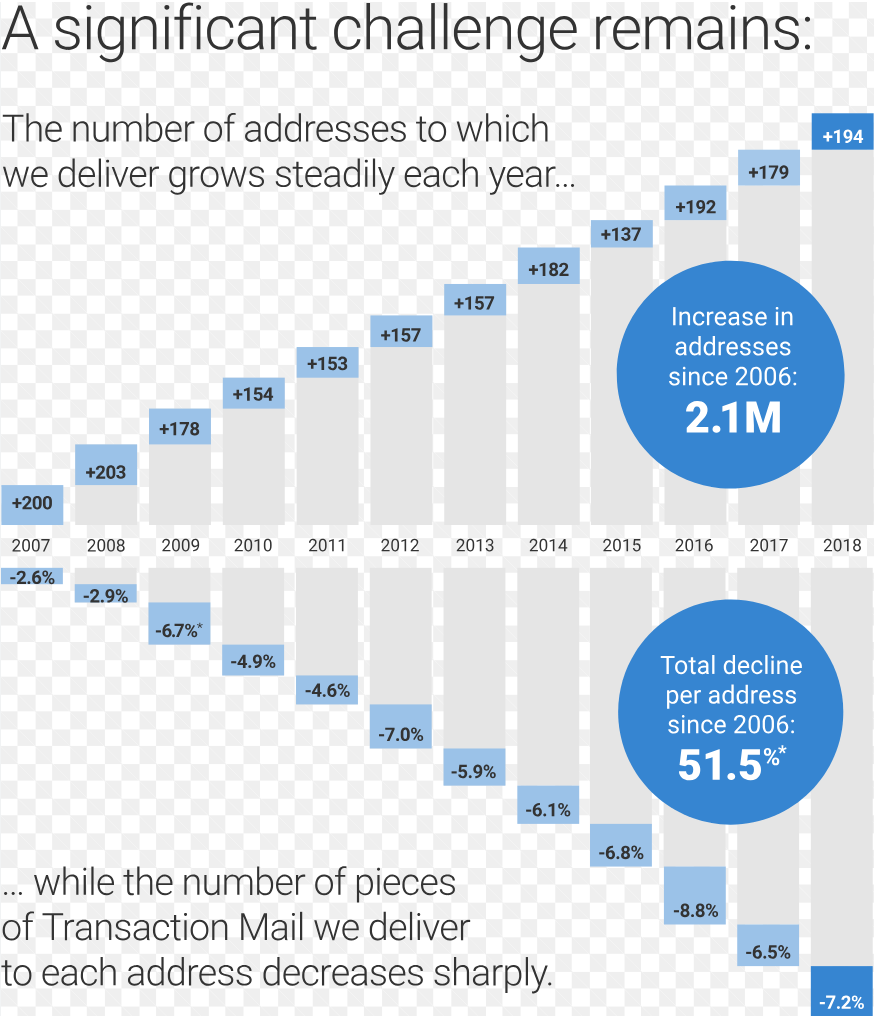 A significant challenge remains:
The number of addresses to which
we deliver grows steadily each year...
+200
+203
+178
+154
+153
+157
+157
+182
+137
+192
+179
+194
Increase in
addresses
since 2006:
2.1M
2007 2008 2009 2010 2011 2012 2013 2014 2015 2016 2017 2018
-2.6%
-2.9%
-6.7%*
-4.9%
-4.6%
-7.0%
-5.9%
-6.1%
-6.8%
-8.8%
-6.5%
-7.2%
Total decline
per address
since 2006:
51.5%*
... while the number of pieces
of Transaction Mail we deliver
to each address decreases sharply.